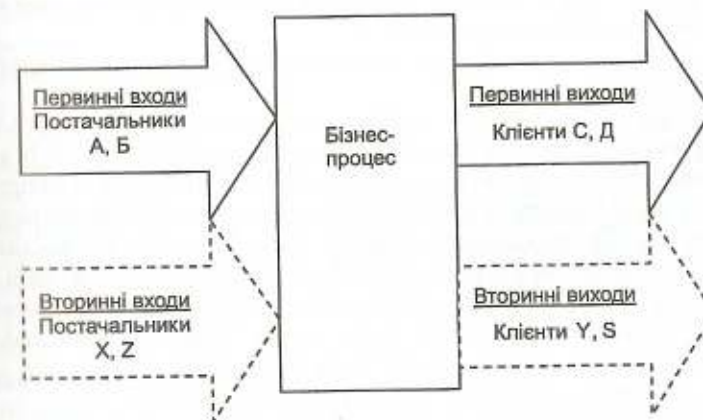 Первинні входи
Постачальники
А, Б
Бізнес-
процес
Первинні виходи
Клієнти С, Д
Вторинні входи
Постачальники
X, Z
Вторинні виходи
Клієнти Y, S